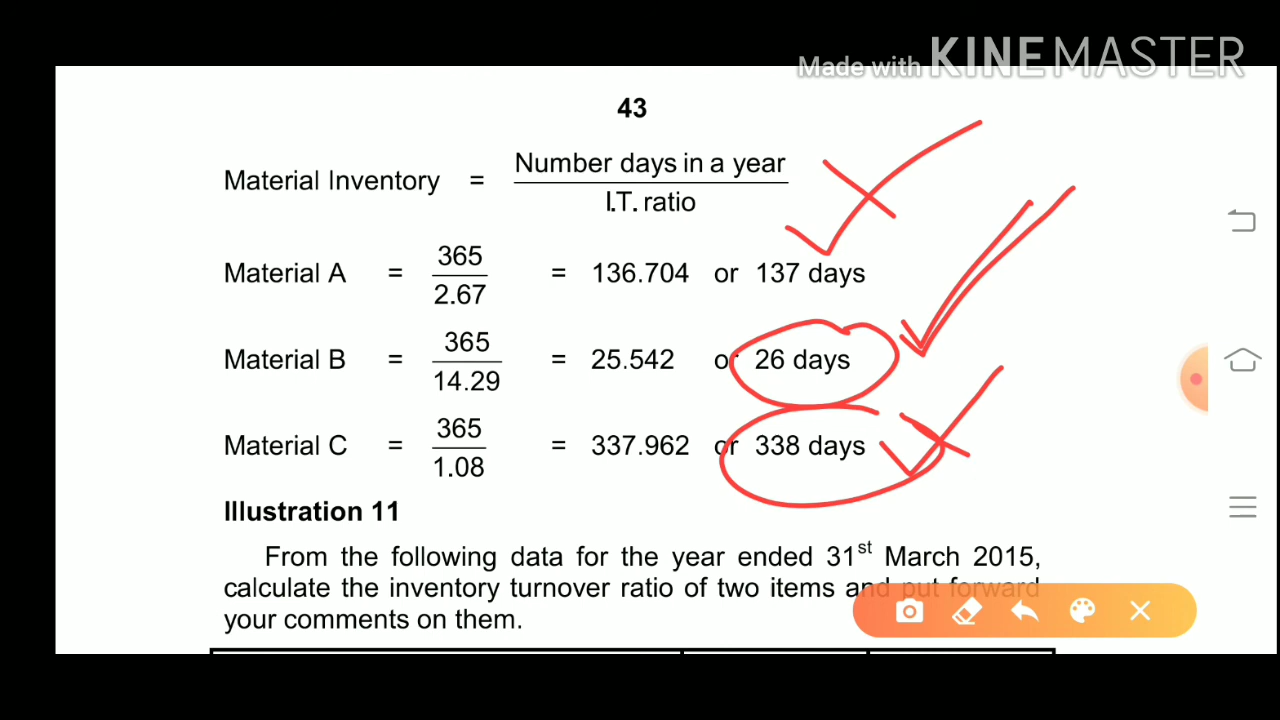 Made with KINEMASTER
43
Material Inventory = Number days in a year / I.T. ratio
Material A = 365 / 2.67 = 136.704 or 137 days
Material B = 365 / 14.29 = 25.542 or 26 days
Material C = 365 / 1.08 = 337.962 or 338 days
Illustration 11
From the following data for the year ended 31st March 2015,
calculate the inventory turnover ratio of two items and put forward
your comments on them.